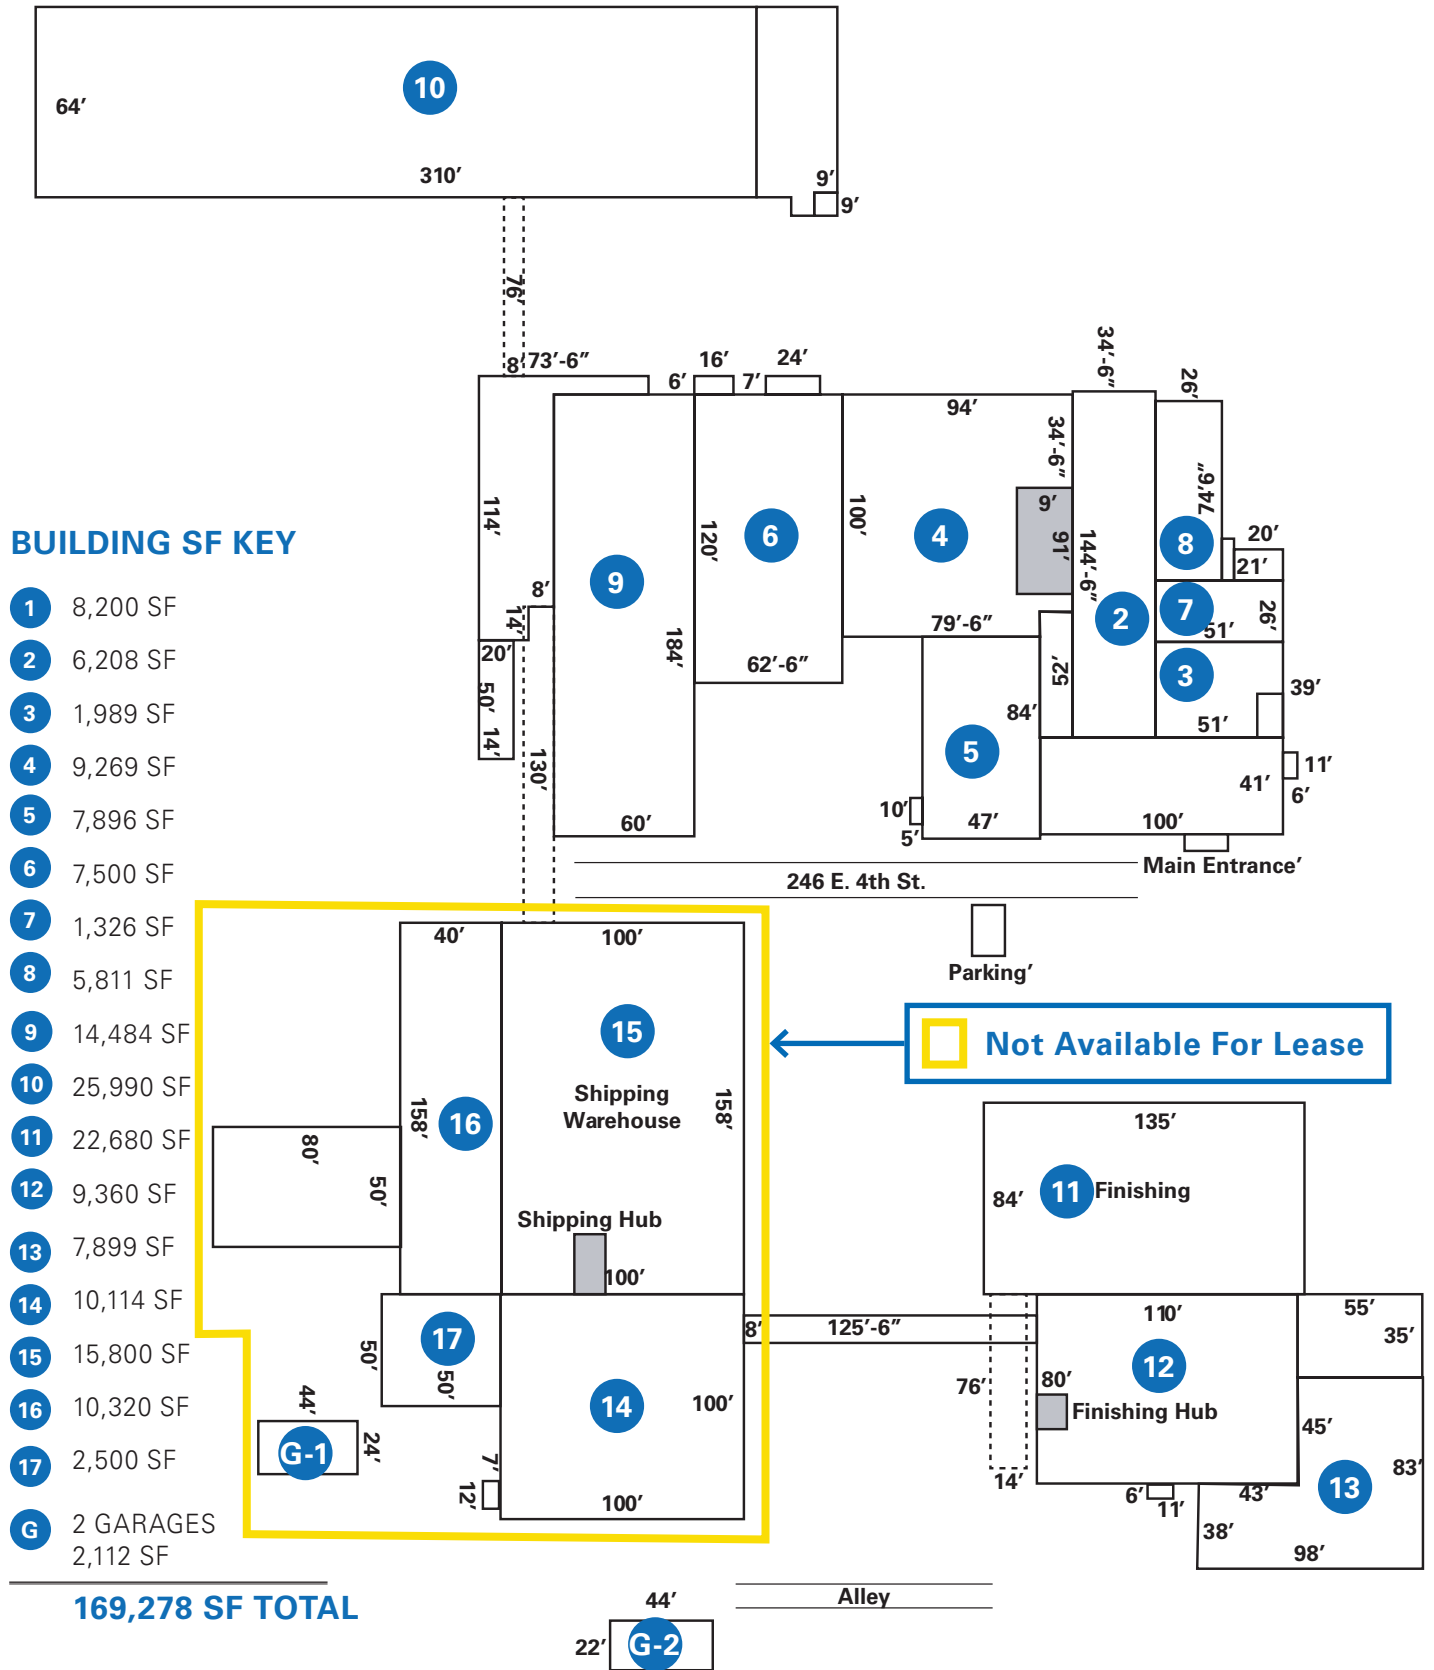 10
64'
310'
9'
9'
76'
8'
73'-6"
16'
24'
6'
7'
94'
34'-6"
26'
34'-6"
9'
91'
144'-6"
74'6"
20'
21'
114'
120'
100'
6
4
9
8
2
7
51'
26'
8'
14'
20'
50'
14'
184'
62'-6"
79'-6"
52'
84'
3
39'
51'
5
130'
60'
10'
5'
47'
41'
100'
11'
6'
Main Entrance'
246 E. 4th St.
Parking'
BUILDING SF KEY
1 8,200 SF
2 6,208 SF
3 1,989 SF
4 9,269 SF
5 7,896 SF
6 7,500 SF
7 1,326 SF
8 5,811 SF
9 14,484 SF
10 25,990 SF
11 22,680 SF
12 9,360 SF
13 7,899 SF
14 10,114 SF
15 15,800 SF
16 10,320 SF
17 2,500 SF
G 2 GARAGES
2,112 SF
169,278 SF TOTAL
40'
100'
15
Shipping
Warehouse
158'
16
158'
80'
50'
Shipping Hub
100'
Not Available For Lease
135'
84'
11 Finishing
17
50'
50'
8'
125'-6"
14
100'
100'
44'
G-1
24'
7'
12'
110'
55'
35'
12
76'
80'
Finishing Hub
14'
45'
83'
6'
11'
43'
13
38'
98'
Alley
44'
22'
G-2